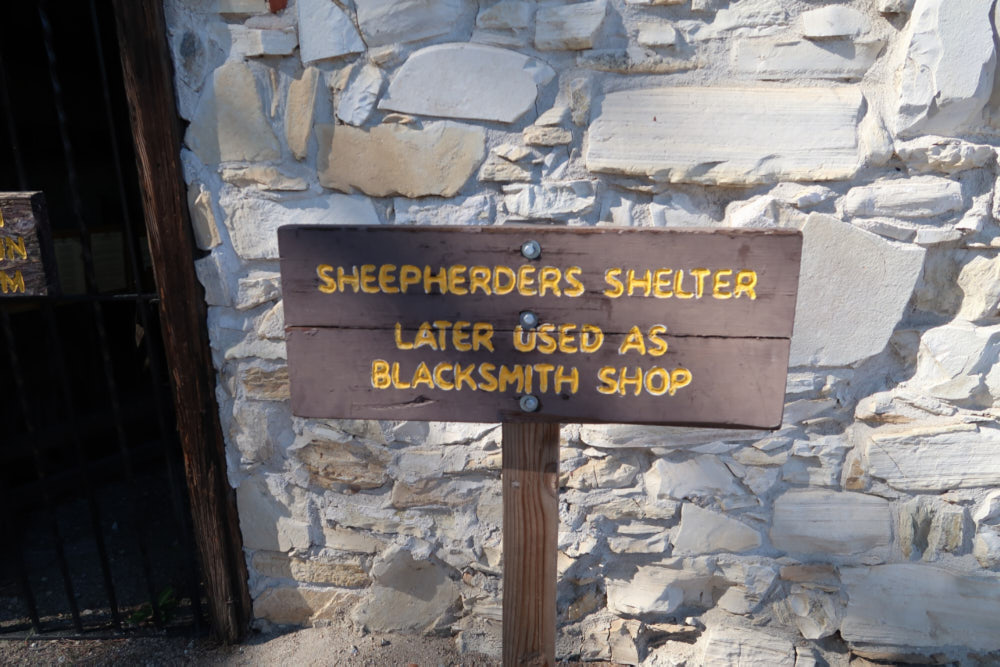 SHEEPHERDERS SHELTER
LATER USED AS
BLACKSMITH SHOP